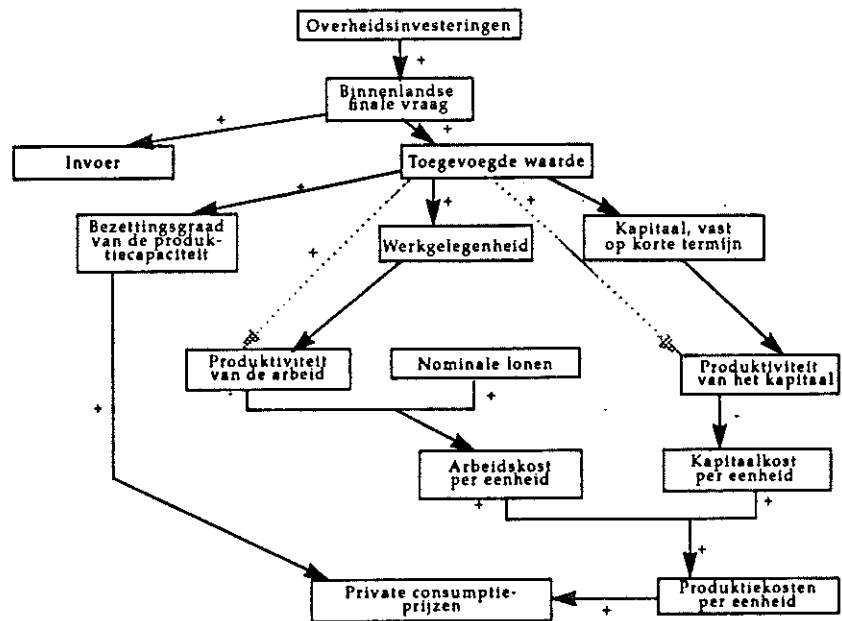 Overheidsinvesteringen
+
Binnenlandse
finale vraag
+
+
Invoer
Toegevoegde waarde
+
+
+
Bezettingsgraad
van de produk-
tiecapaciteit
+
Werkgelegenheid
Kapitaal, vast
op korte termijn
Produktiviteit
van de arbeid
Nominale lonen
Produktiviteit
van het kapitaal
+
+
-
Arbeidskost
per eenheid
Kapitaalkost
per eenheid
+
+
+
Private consumptie-
prijzen
+
Produktiekosten
per eenheid